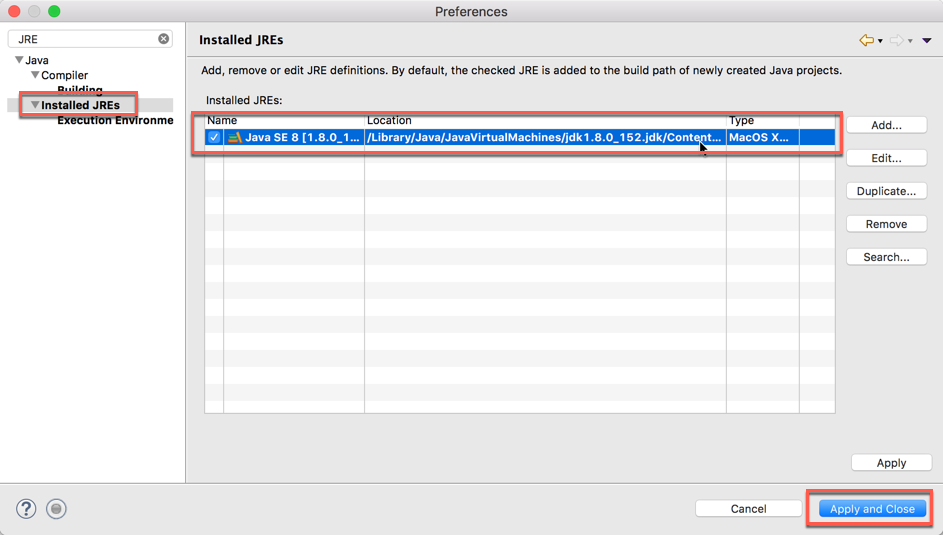 Preferences
JRE
Java
Compiler
Building
Installed JREs
Execution Environme
Installed JREs
Add, remove or edit JRE definitions. By default, the checked JRE is added to the build path of newly created Java projects.
Installed JREs:
Name Location Type
Java SE 8 [1.8.0_1... /Library/Java/JavaVirtualMachines/jdk1.8.0_152.jdk/Content... MacOS X...
Add...
Edit...
Duplicate...
Remove
Search...
Apply
? Cancel Apply and Close